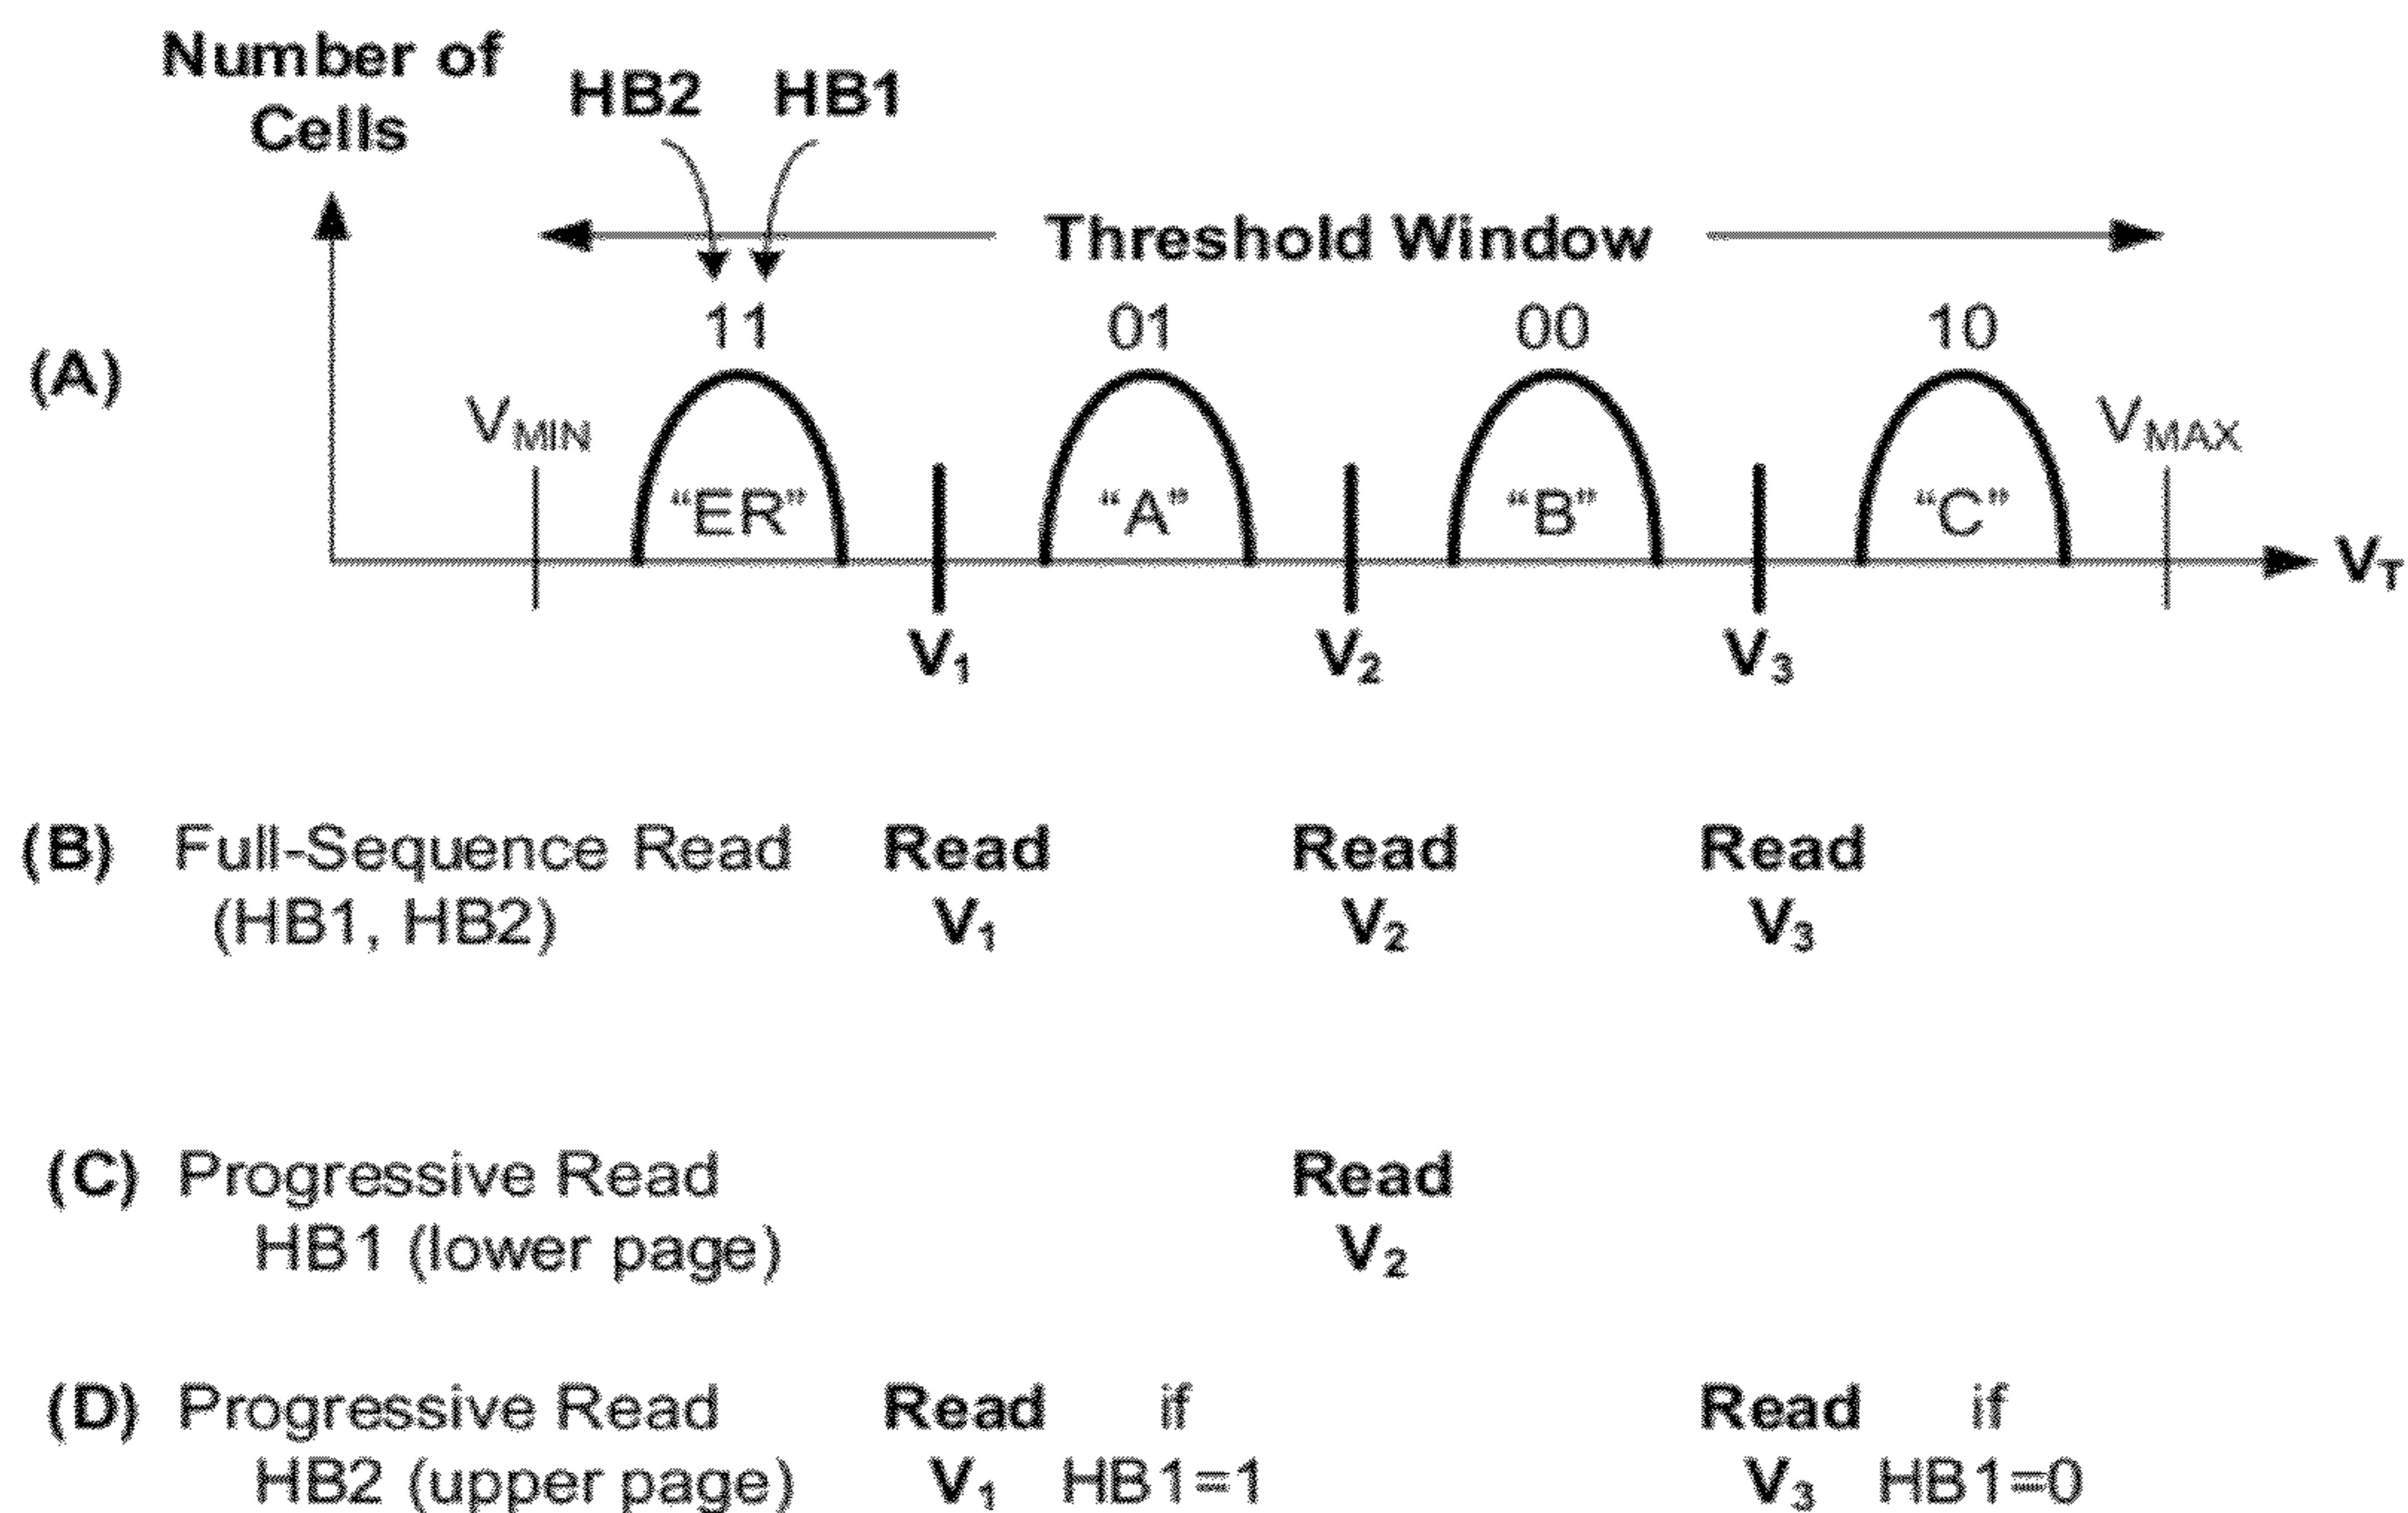 Number of
Cells
HB2 HB1
Threshold Window
11 01 00 10
(A)
VMIN VMAX
“ER” “A” “B” “C”
VT
V1 V2 V3
(B) Full-Sequence Read Read Read Read
(HB1, HB2) V1 V2 V3
(C) Progressive Read Read
HB1 (lower page) V2
(D) Progressive Read Read if Read if
HB2 (upper page) V1 HB1=1 V3 HB1=0